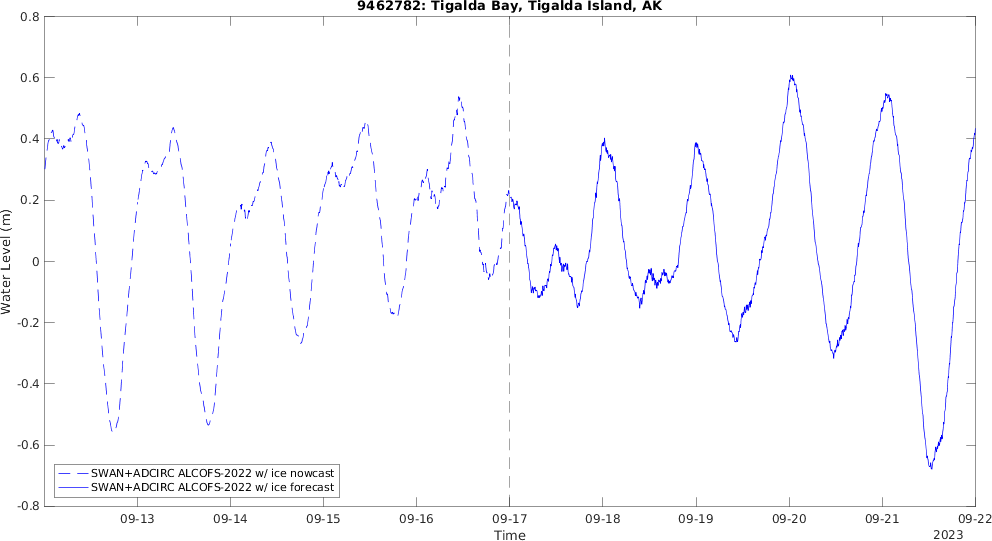 9462782: Tigalda Bay, Tigalda Island, AK
0.8
0.6
0.4
0.2
0
-0.2
-0.4
-0.6
-0.8
Water Level (m)
SWAN+ADCIRC ALCOFS-2022 w/ ice nowcast
SWAN+ADCIRC ALCOFS-2022 w/ ice forecast
09-13 09-14 09-15 09-16 09-17 09-18 09-19 09-20 09-21 09-22
Time
2023